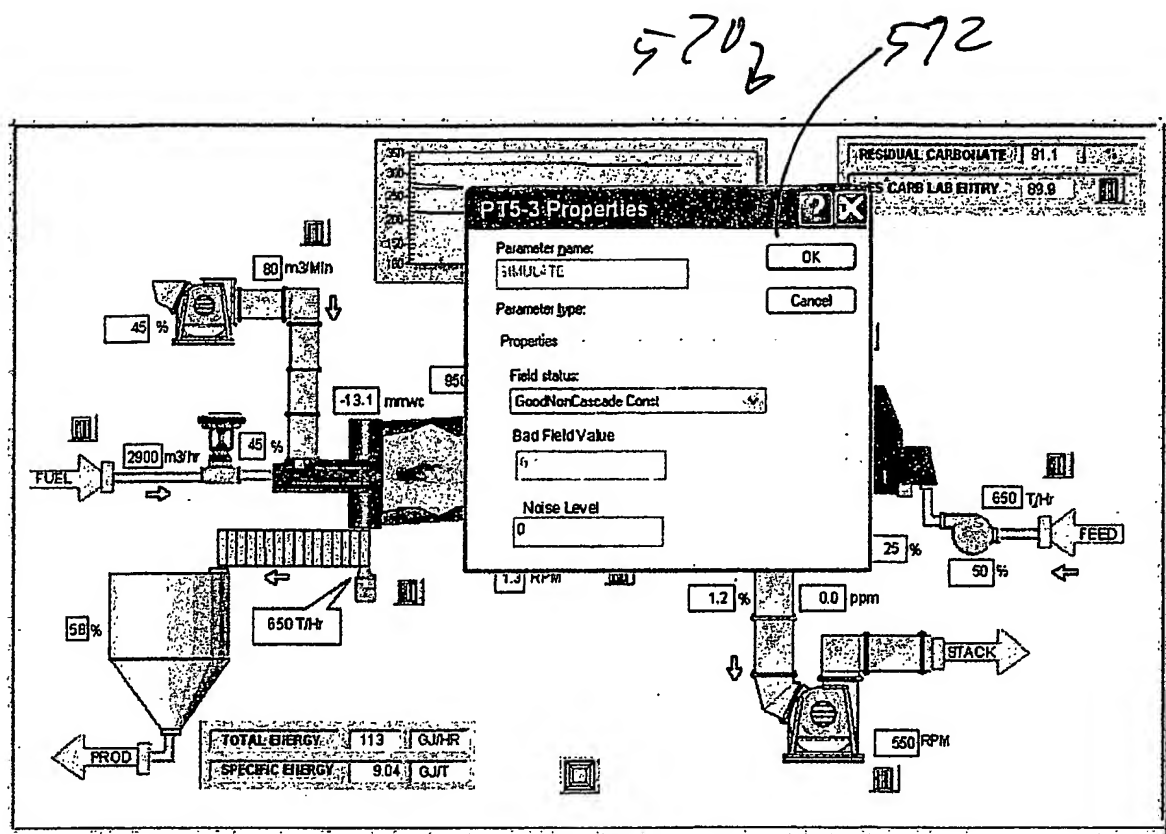 570 572
350
300
RESIDUAL CARBONATE 91.1 %
RES CARB LAB ENTRY 89.9
PT5-3 Properties ? X
Parameter name:
SIMULATE
OK
Cancel
Parameter type:
Properties
Field status:
GoodNonCascade Const
Bad Field Value
Noise Level
0
80 m3/Min
45 %
-13.1 mmwc
950
2900 m3/hr
45 %
FUEL
650 T/Hr
FEED
25 %
50 %
1.3 RPM
1.2 %
0.0 ppm
650 T/Hr
58 %
STACK
PROD
TOTAL ENERGY 113 GJ/HR
SPECIFIC ENERGY 9.04 GJ/T
550 RPM